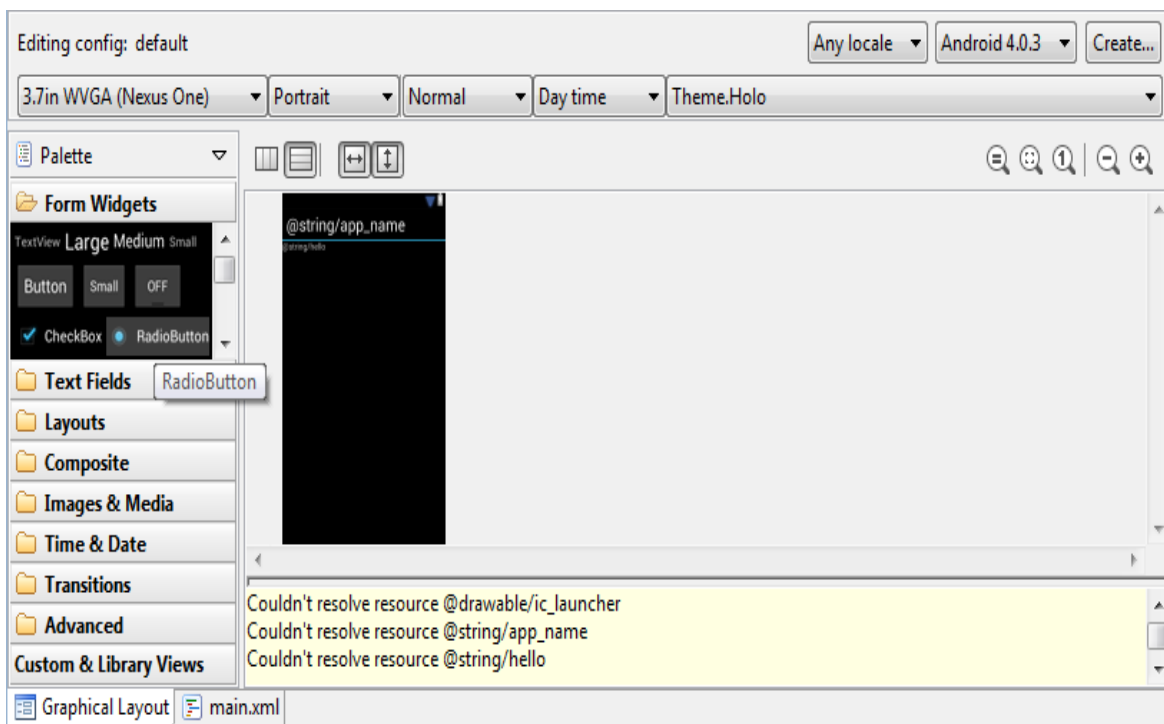 Editing config: default
Any locale
Android 4.0.3
Create...
3.7in WVGA (Nexus One)
Portrait
Normal
Day time
Theme.Holo
Palette
Form Widgets
TextView Large Medium Small
Button Small OFF
CheckBox RadioButton
Text Fields
RadioButton
Layouts
Composite
Images & Media
Time & Date
Transitions
Advanced
Custom & Library Views
1
@string/app_name
@string/hello
Couldn't resolve resource @drawable/ic_launcher
Couldn't resolve resource @string/app_name
Couldn't resolve resource @string/hello
Graphical Layout
main.xml